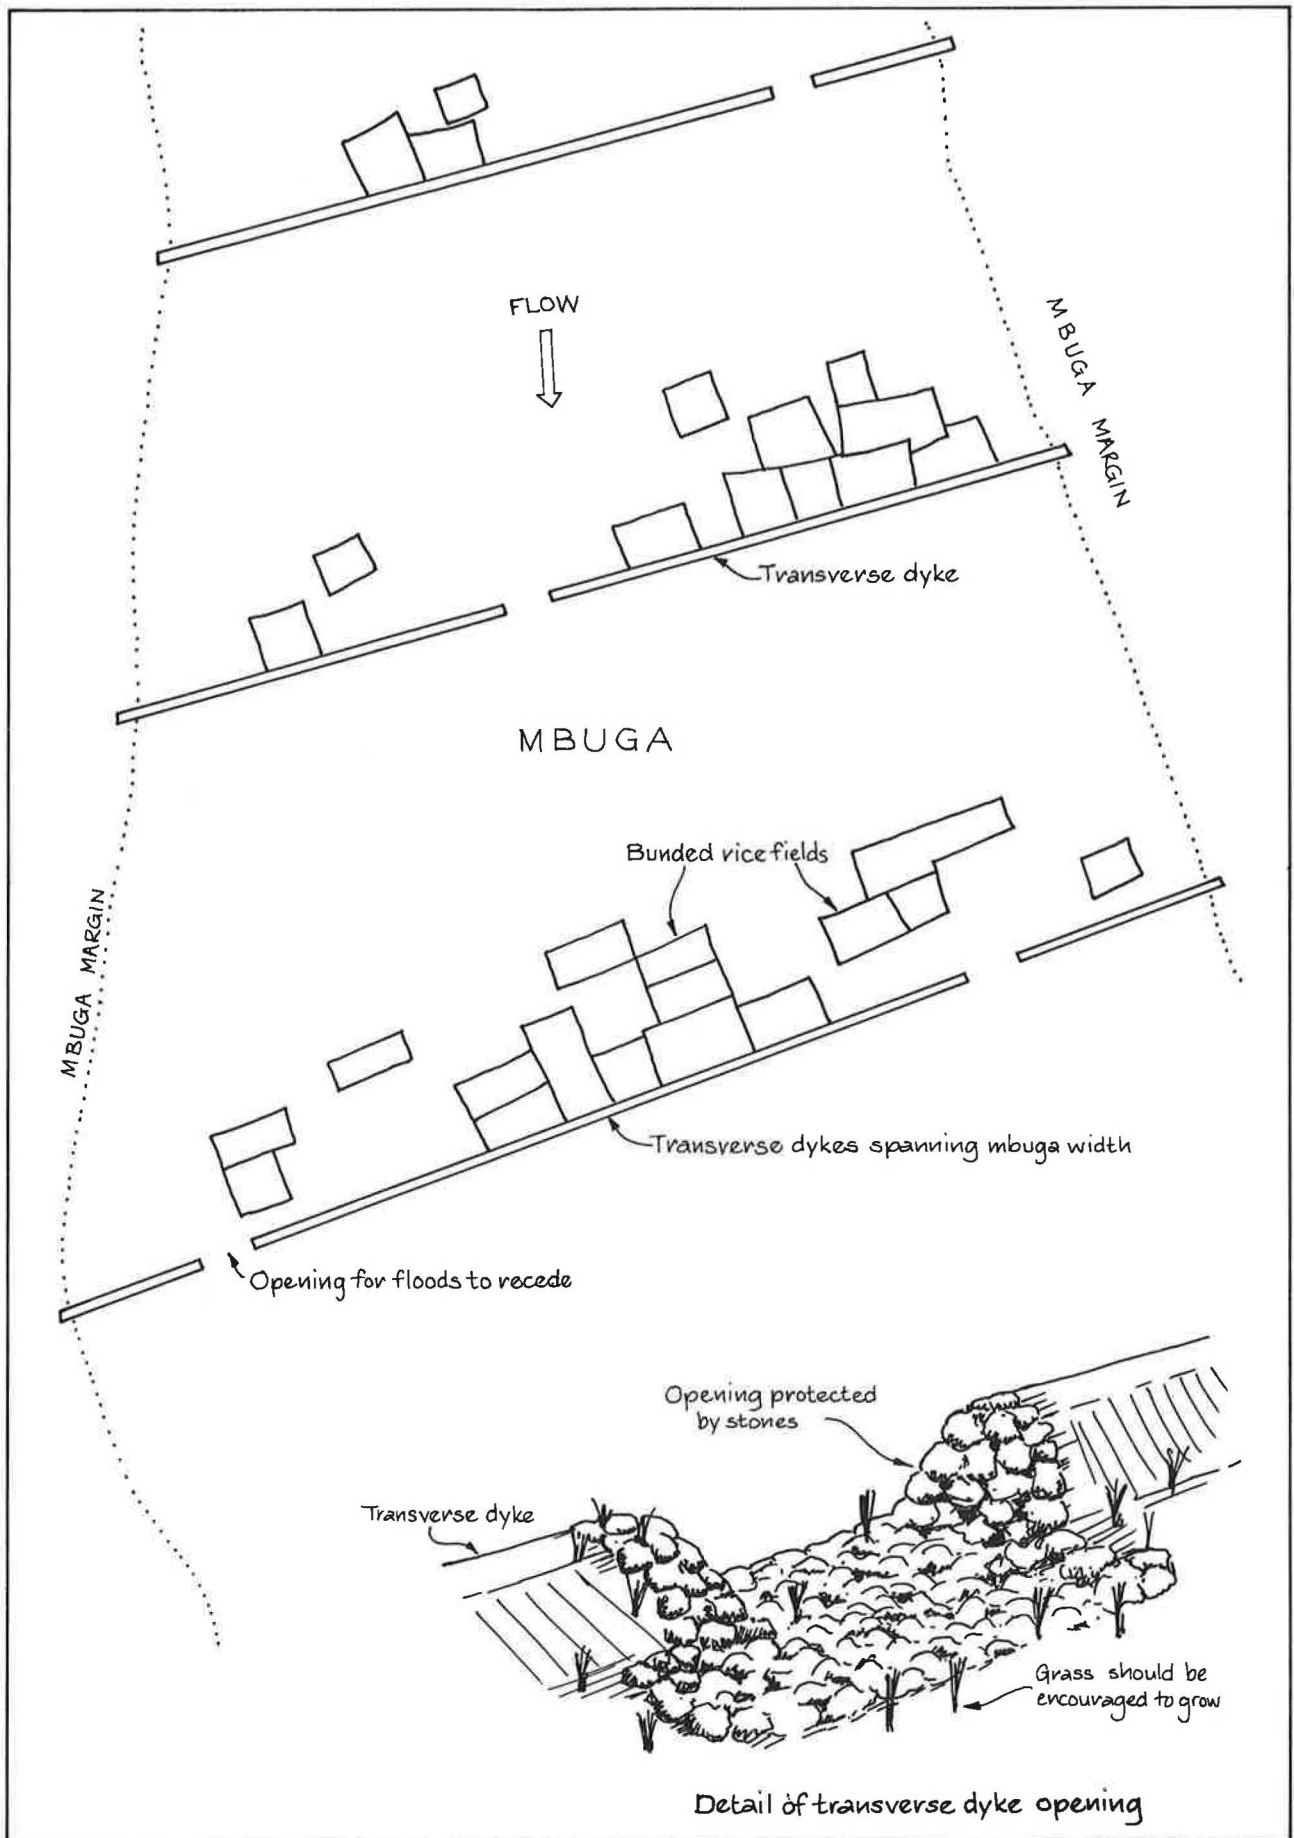 FLOW
MBUGA MARGIN
Transverse dyke
MBUGA
Bunded rice fields
MBUGA MARGIN
Transverse dykes spanning mbuga width
Opening for floods to recede
Opening protected
by stones
Transverse dyke
Grass should be
encouraged to grow
Detail of transverse dyke opening